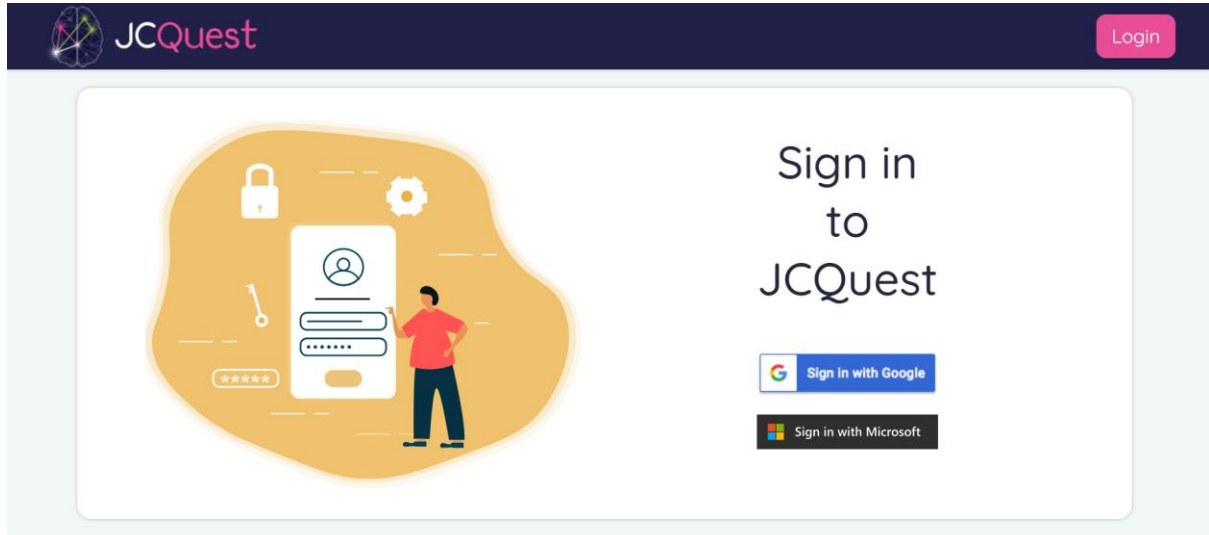 JCQuest
Login
Sign in
to
JCQuest
Sign in with Google
Sign in with Microsoft
*****